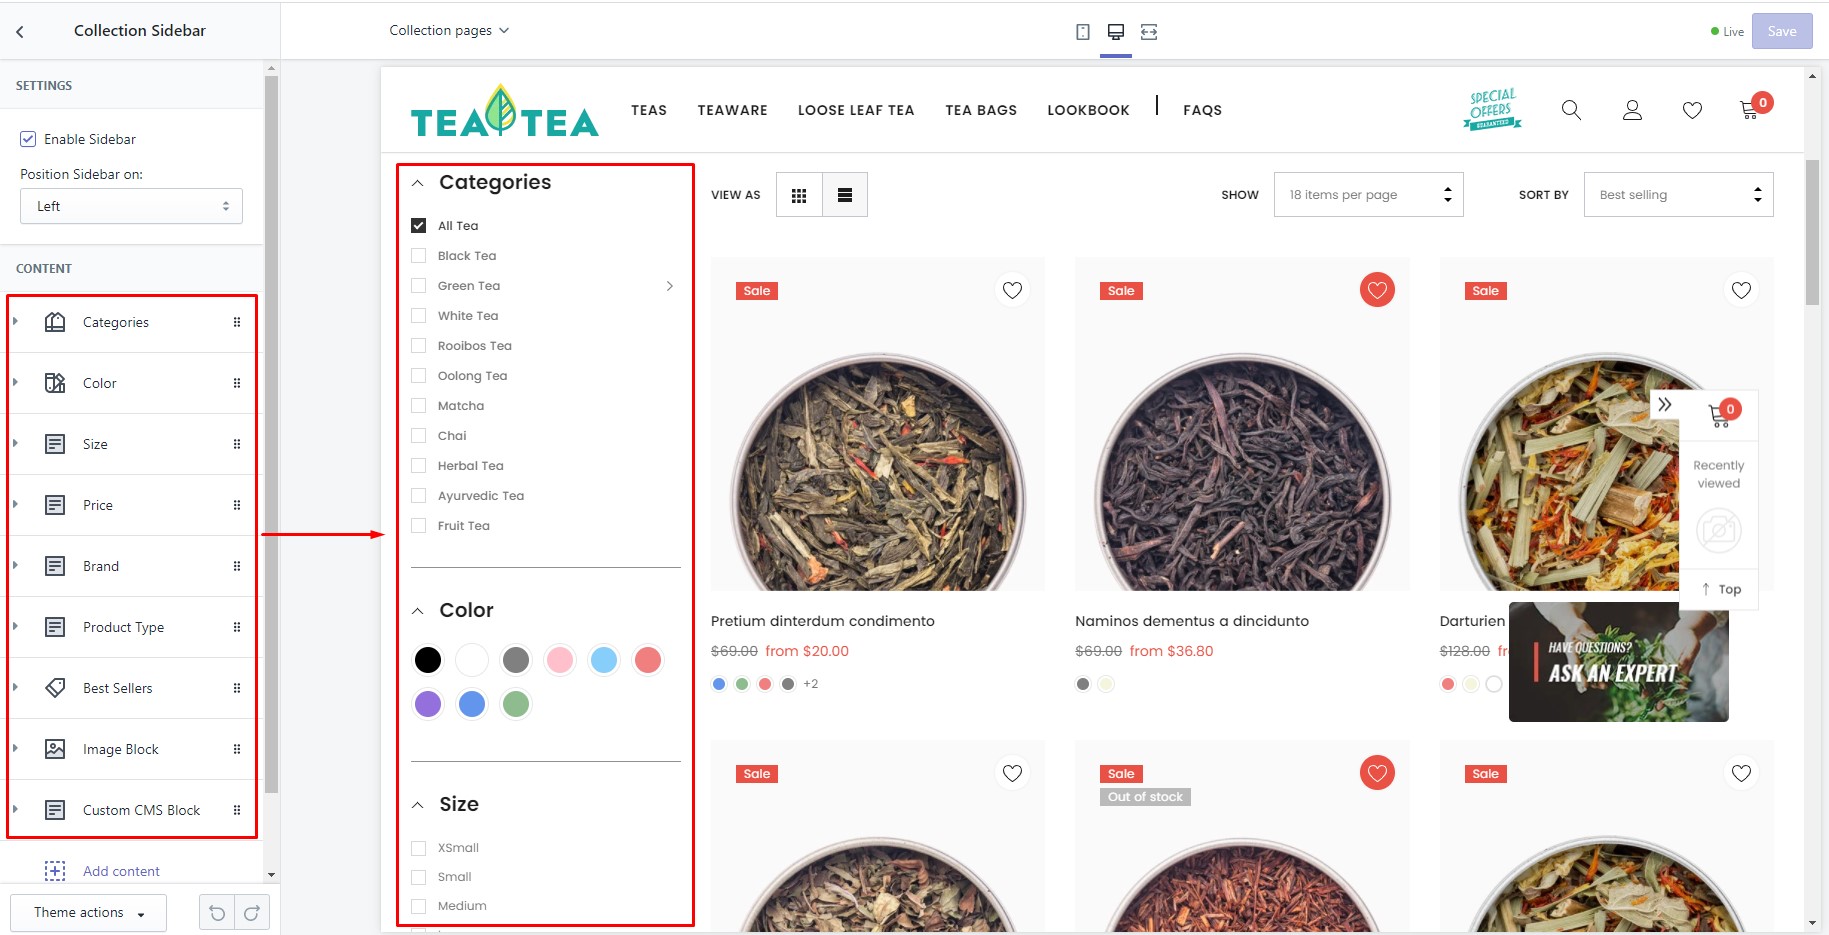 Collection Sidebar
Collection pages
Live
Save
SETTINGS
Enable Sidebar
Position Sidebar on:
Left
CONTENT
Categories
Color
Size
Price
Brand
Product Type
Best Sellers
Image Block
Custom CMS Block
Add content
Theme actions
TEA TEA
TEAS
TEAWARE
LOOSE LEAF TEA
TEA BAGS
LOOKBOOK
FAQS
SPECIAL
OFFERS
GUARANTEED
0
Categories
All Tea
Black Tea
Green Tea
White Tea
Rooibos Tea
Oolong Tea
Matcha
Chai
Herbal Tea
Ayurvedic Tea
Fruit Tea
Color
Size
XSmall
Small
Medium
VIEW AS
SHOW
18 items per page
SORT BY
Best selling
Sale
Sale
Sale
Pretium dinterdum condimento
$69.00 from $20.00
+2
Naminos dementus a dincidunto
$69.00 from $36.80
Darturien
$128.00 fr
0
Recently
viewed
Top
HAVE QUESTIONS?
ASK AN EXPERT
Sale
Sale
Out of stock
Sale